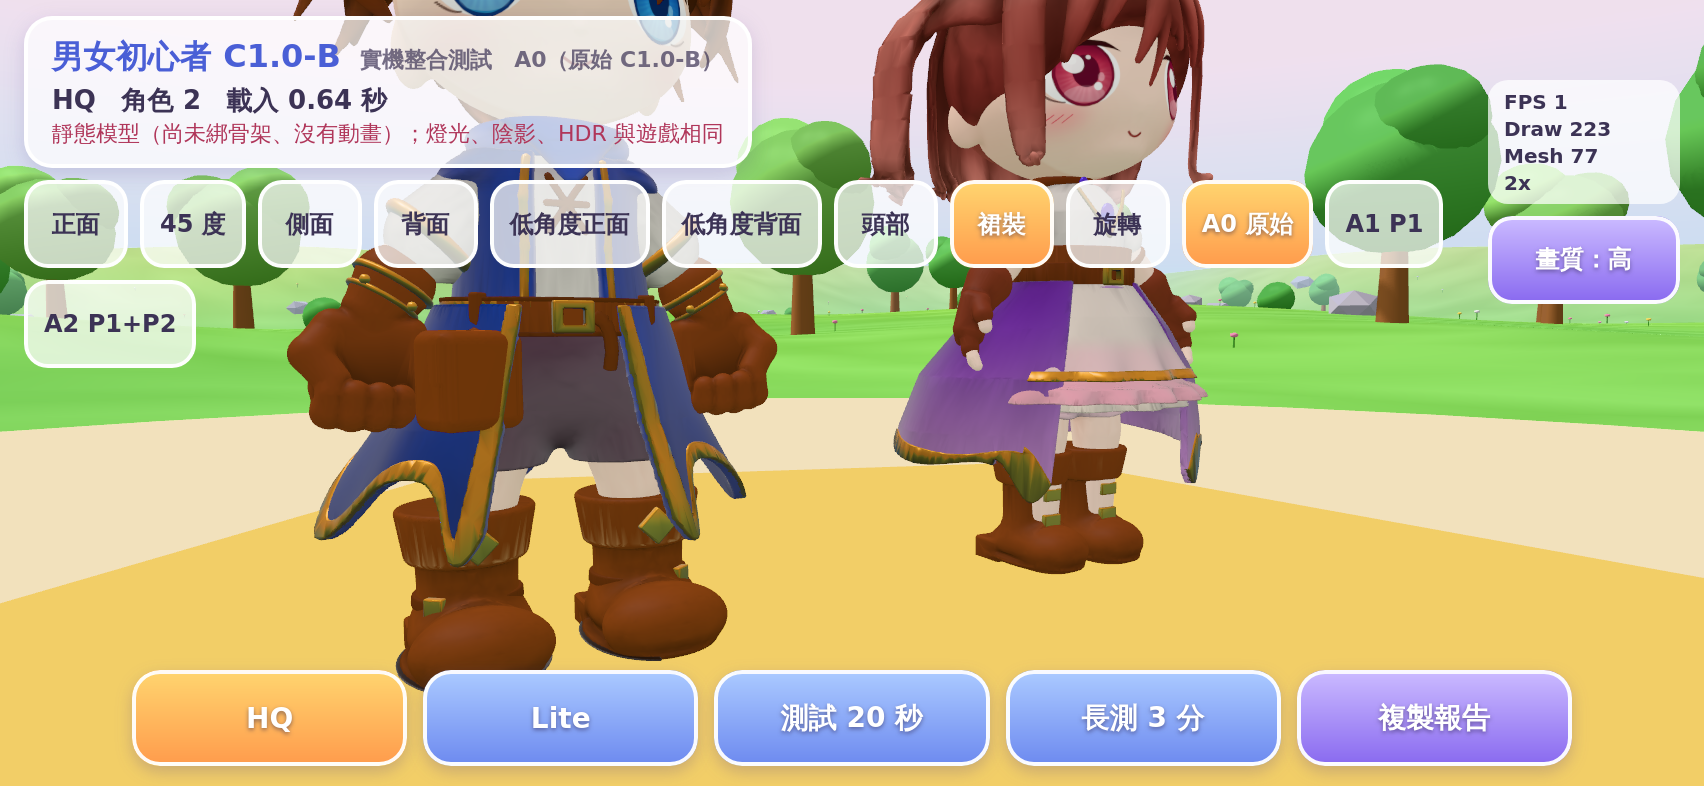 男女初心者 C1.0-B 實機整合測試 A0（原始 C1.0-B）
HQ 角色 2 載入 0.64 秒
靜態模型（尚未綁骨架、沒有動畫）；燈光、陰影、HDR 與遊戲相同
FPS 1
Draw 223
Mesh 77
2x
正面 45 度 側面 背面 低角度正面 低角度背面 頭部 裙裝 旋轉 A0 原始 A1 P1
畫質：高
A2 P1+P2
HQ Lite 測試 20 秒 長測 3 分 複製報告